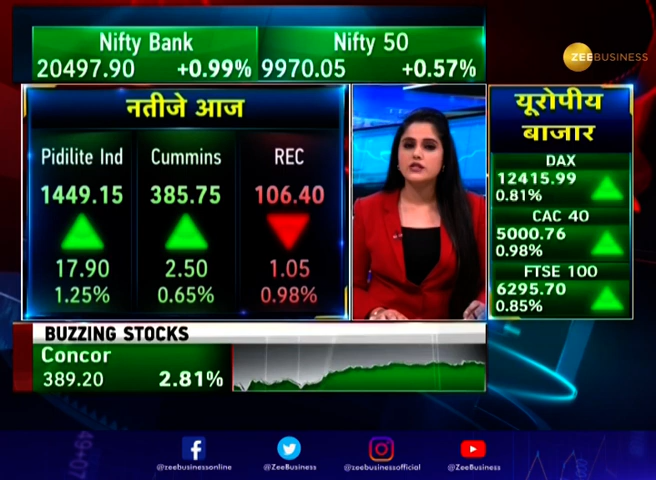 Nifty Bank
20497.90 +0.99%
Nifty 50
9970.05 +0.57%
ZEEBUSINESS
नतीजे आज
Pidilite Ind Cummins REC
1449.15 385.75 106.40
17.90 2.50 1.05
1.25% 0.65% 0.98%
यूरोपीय
बाजार
DAX
12415.99
0.81%
CAC 40
5000.76
0.98%
FTSE 100
6295.70
0.85%
BUZZING STOCKS
Concor
389.20 2.81%
@zeebusinessonline @ZeeBusiness @zeebusinessofficial @ZeeBusiness